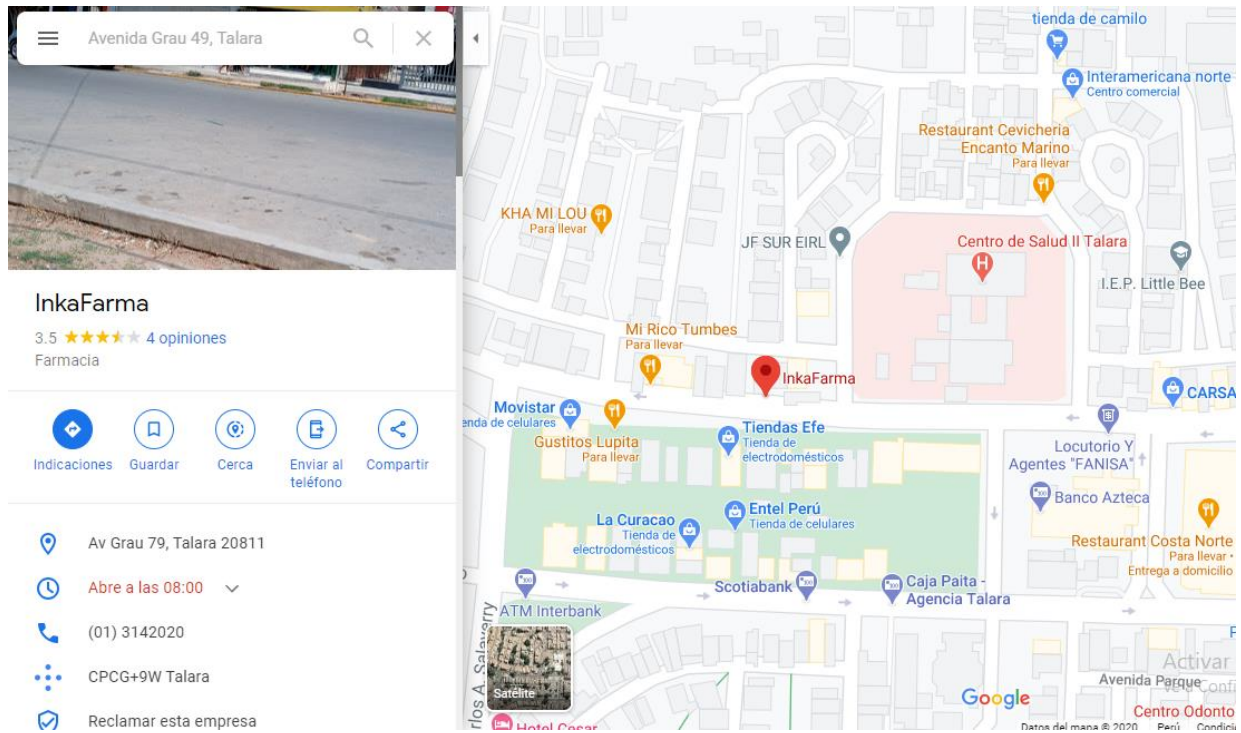 Avenida Grau 49, Talara
InkaFarma
3.5
4 opiniones
Farmacia
Indicaciones
Guardar
Cerca
Enviar al
teléfono
Compartir
Av Grau 79, Talara 20811
Abre a las 08:00
(01) 3142020
CPCG+9W Talara
Reclamar esta empresa
tienda de camilo
Interamericana norte
Centro comercial
Restaurant Cevicheria
Encanto Marino
Para llevar
KHA MI LOU
Para llevar
JF SUR EIRL
Centro de Salud II Talara
H
I.E.P. Little Bee
Mi Rico Tumbes
Para llevar
InkaFarma
CARSA
Movistar
enda de celulares
Gustitos Lupita
Para llevar
Tiendas Efe
Tienda de
electrodomésticos
Locutorio Y
Agentes "FANISA"
Banco Azteca
Entel Perú
Tienda de celulares
La Curacao
Tienda de
electrodomésticos
Restaurant Costa Norte
Para llevar •
Entrega a domicilio
Scotiabank
Caja Paita -
Agencia Talara
ATM Interbank
rlos A. Salaverry
Satélite
Hotel Cesar
Google
Activar
Avenida Parque
Ve a Confi
Centro Odonto
Datos del mapa © 2020
Perú
Condicio